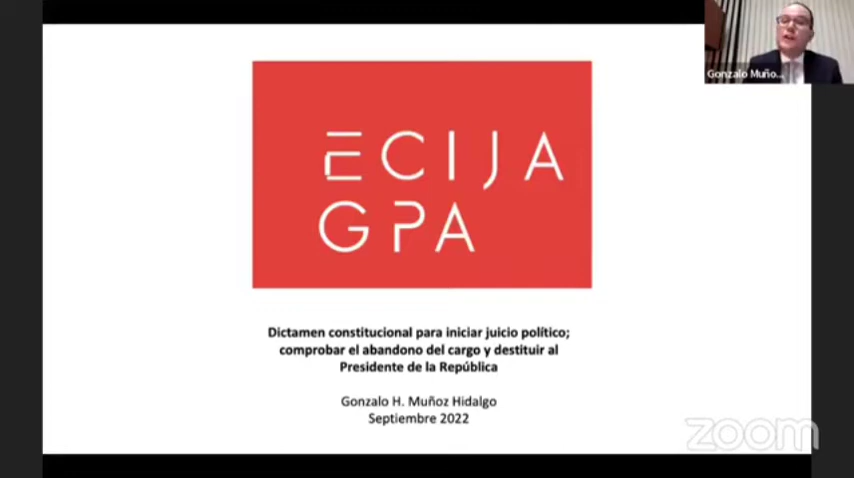 Gonzalo Muño...
ECIJA
GPA
Dictamen constitucional para iniciar juicio político;
comprobar el abandono del cargo y destituir al
Presidente de la República
Gonzalo H. Muñoz Hidalgo
Septiembre 2022
zoom